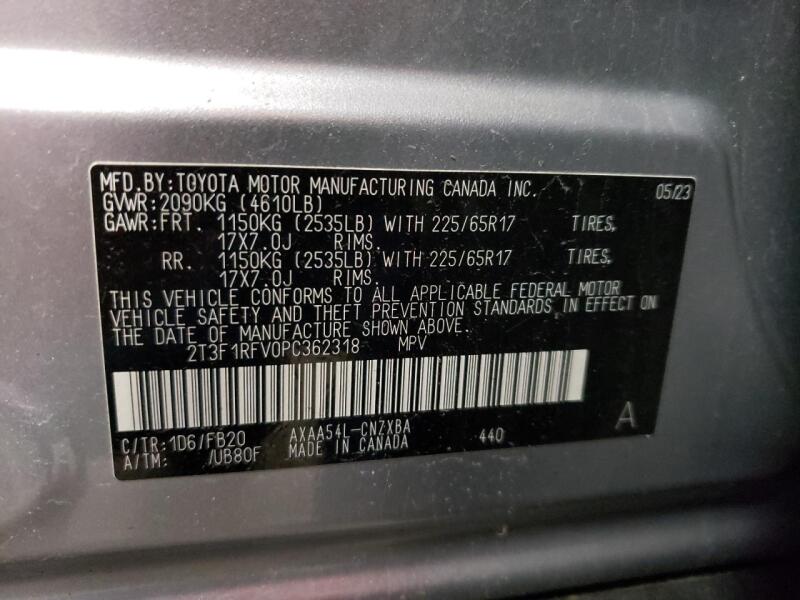 MFD.BY:TOYOTA MOTOR MANUFACTURING CANADA INC. 05/23
GVWR:2090KG (4610LB)
GAWR:FRT. 1150KG (2535LB) WITH 225/65R17 TIRES,
17X7.0J RIMS.
RR. 1150KG (2535LB) WITH 225/65R17 TIRES,
17X7.0J RIMS.
THIS VEHICLE CONFORMS TO ALL APPLICABLE FEDERAL MOTOR
VEHICLE SAFETY AND THEFT PREVENTION STANDARDS IN EFFECT ON
THE DATE OF MANUFACTURE SHOWN ABOVE.
2T3F1RFV0PC362318 MPV
C/TR:1D6/FB20 AXAA54L-CNZXBA 440 A
A/TM: /UB80F MADE IN CANADA